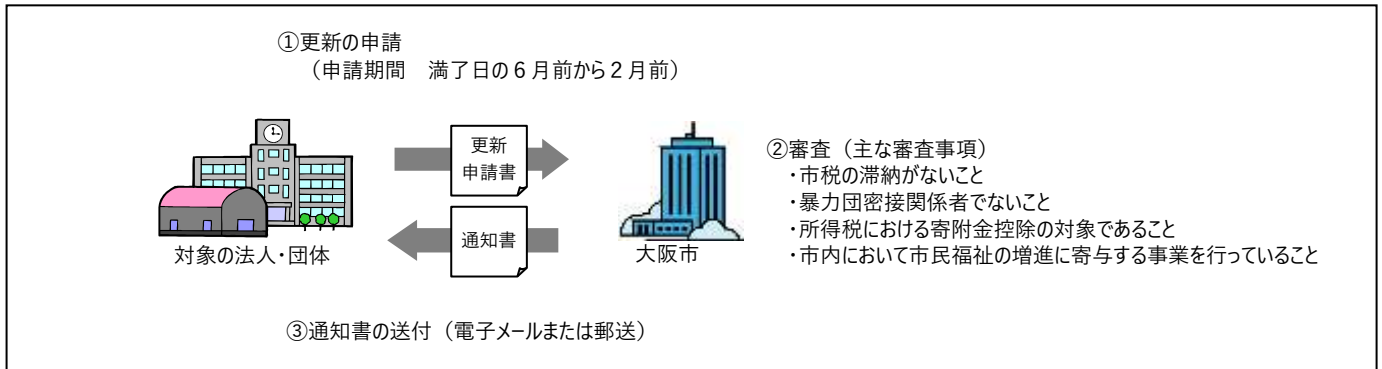 ①更新の申請
（申請期間　満了日の６月前から２月前）
更新
申請書
②審査（主な審査事項）
・市税の滞納がないこと
・暴力団密接関係者でないこと
・所得税における寄附金控除の対象であること
・市内において市民福祉の増進に寄与する事業を行っていること
通知書
対象の法人・団体
大阪市
③通知書の送付（電子メールまたは郵送）